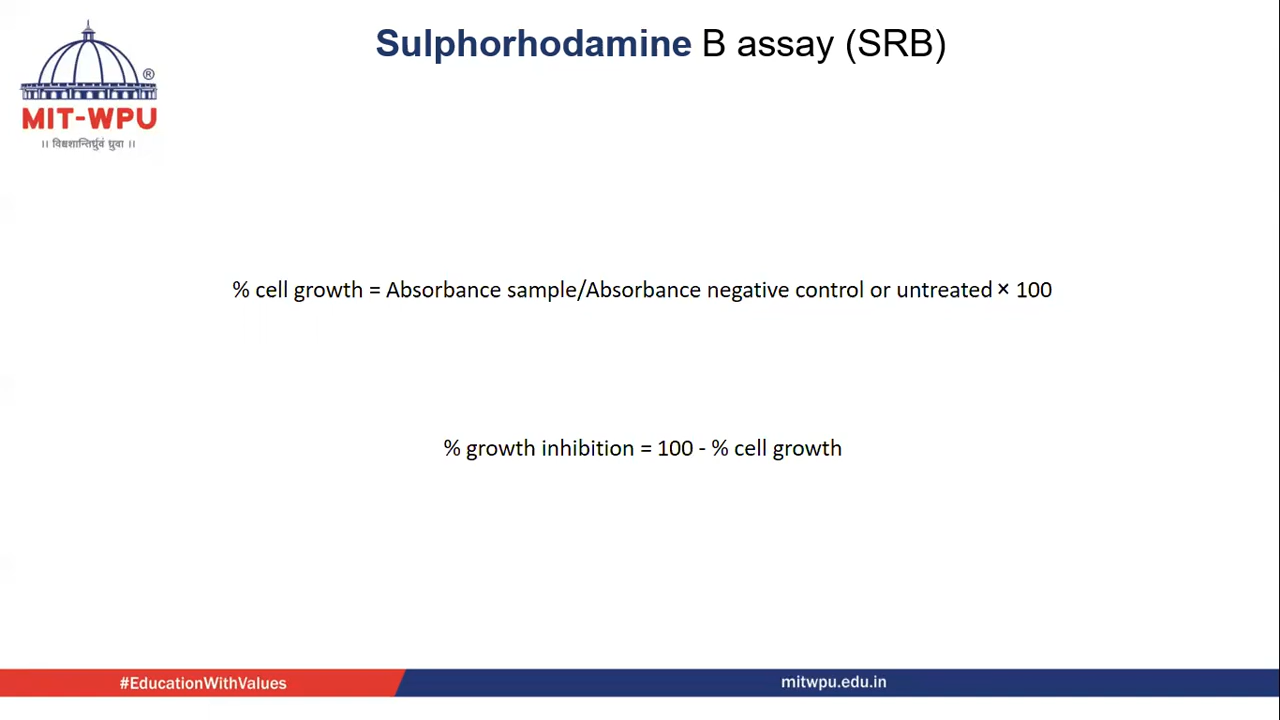 Sulphorhodamine B assay (SRB)
®
MIT-WPU
।। विश्वशान्तिर्ध्रुवं ध्रुवा ।।
% cell growth = Absorbance sample/Absorbance negative control or untreated × 100
% growth inhibition = 100 - % cell growth
#EducationWithValues
mitwpu.edu.in